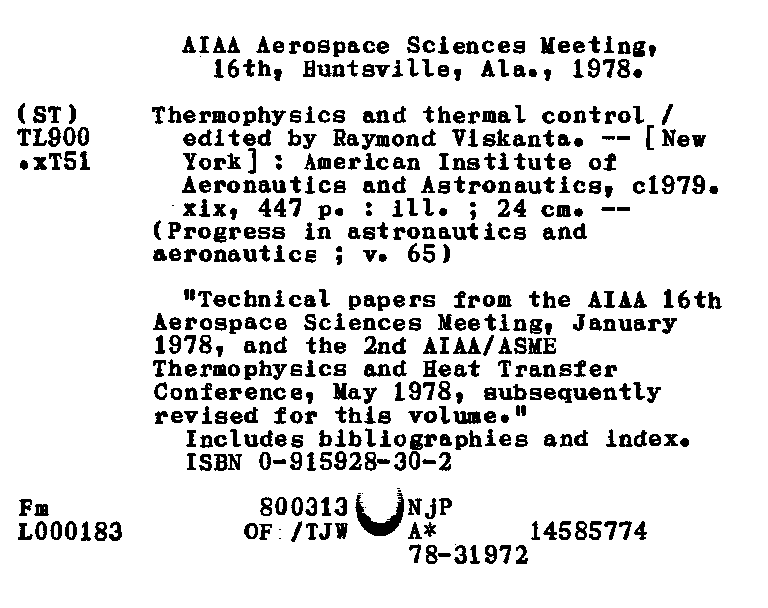 AIAA Aerospace Sciences Meeting,
16th, Huntsville, Ala., 1978.
(ST) Thermophysics and thermal control /
TL900 edited by Raymond Viskanta. -- [New
.xT51 York] : American Institute of
Aeronautics and Astronautics, c1979.
xix, 447 p. : ill. ; 24 cm. --
(Progress in astronautics and
aeronautics ; v. 65)
"Technical papers from the AIAA 16th
Aerospace Sciences Meeting, January
1978, and the 2nd AIAA/ASME
Thermophysics and Heat Transfer
Conference, May 1978, subsequently
revised for this volume."
Includes bibliographies and index.
ISBN 0-915928-30-2
Fm 800313 NjP
L000183 OF /TJW A* 14585774
78-31972